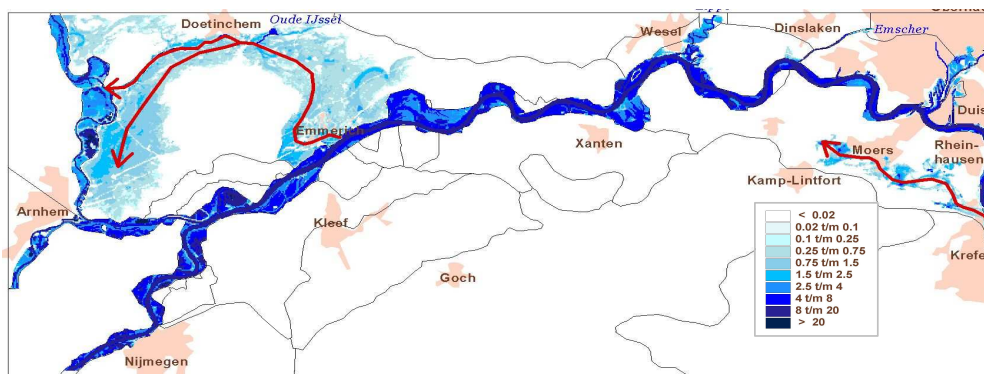 Doetinchem
Oude IJssel
Wesel
Dinslaken
Emscher
Duis
Emmerich
Xanten
Moers
Rhein-
hausen
Kamp-Lintfort
Arnhem
Kleef
Goch
Krefe
Nijmegen
< 0.02
0.02 t/m 0.1
0.1 t/m 0.25
0.25 t/m 0.75
0.75 t/m 1.5
1.5 t/m 2.5
2.5 t/m 4
4 t/m 8
8 t/m 20
> 20